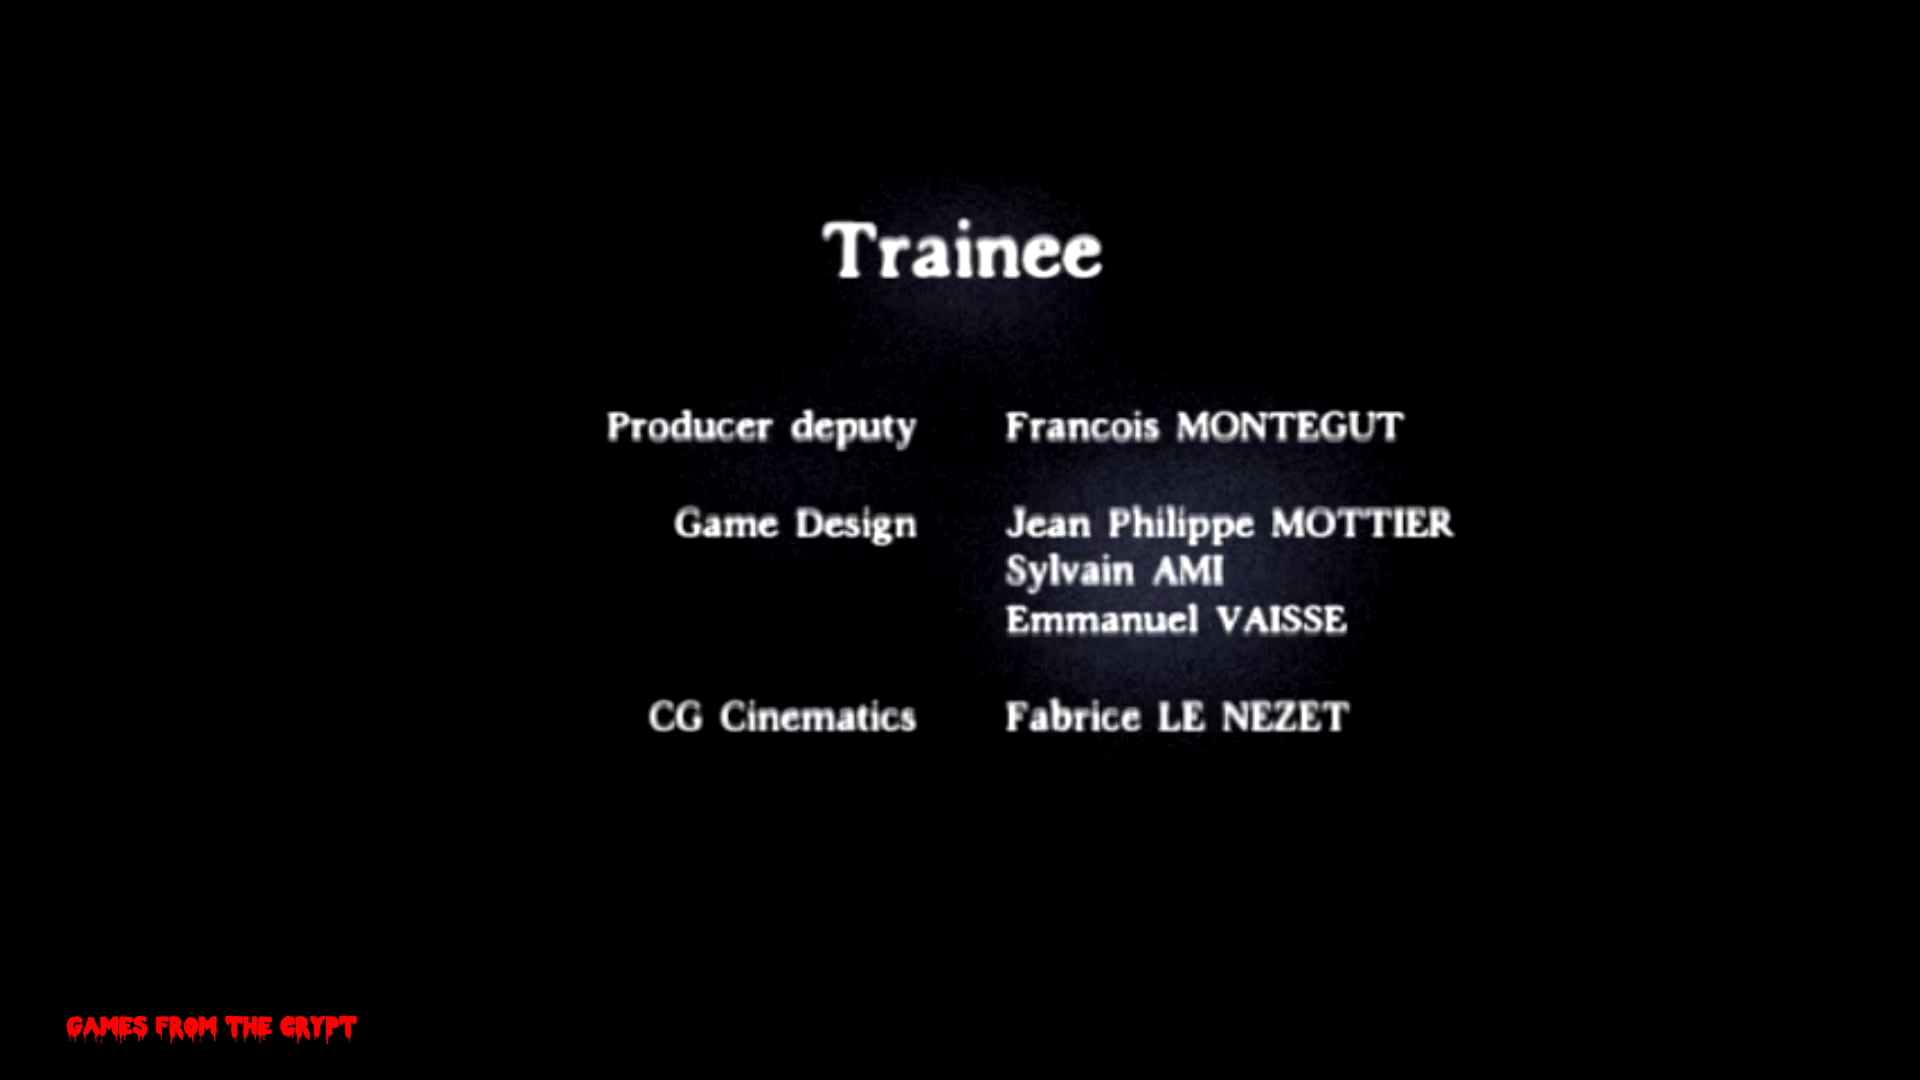 Trainee
Producer deputy Francois MONTEGUT
Game Design Jean Philippe MOTTIER
Sylvain AMI
Emmanuel VAISSE
CG Cinematics Fabrice LE NEZET
GAMES FROM THE CRYPT